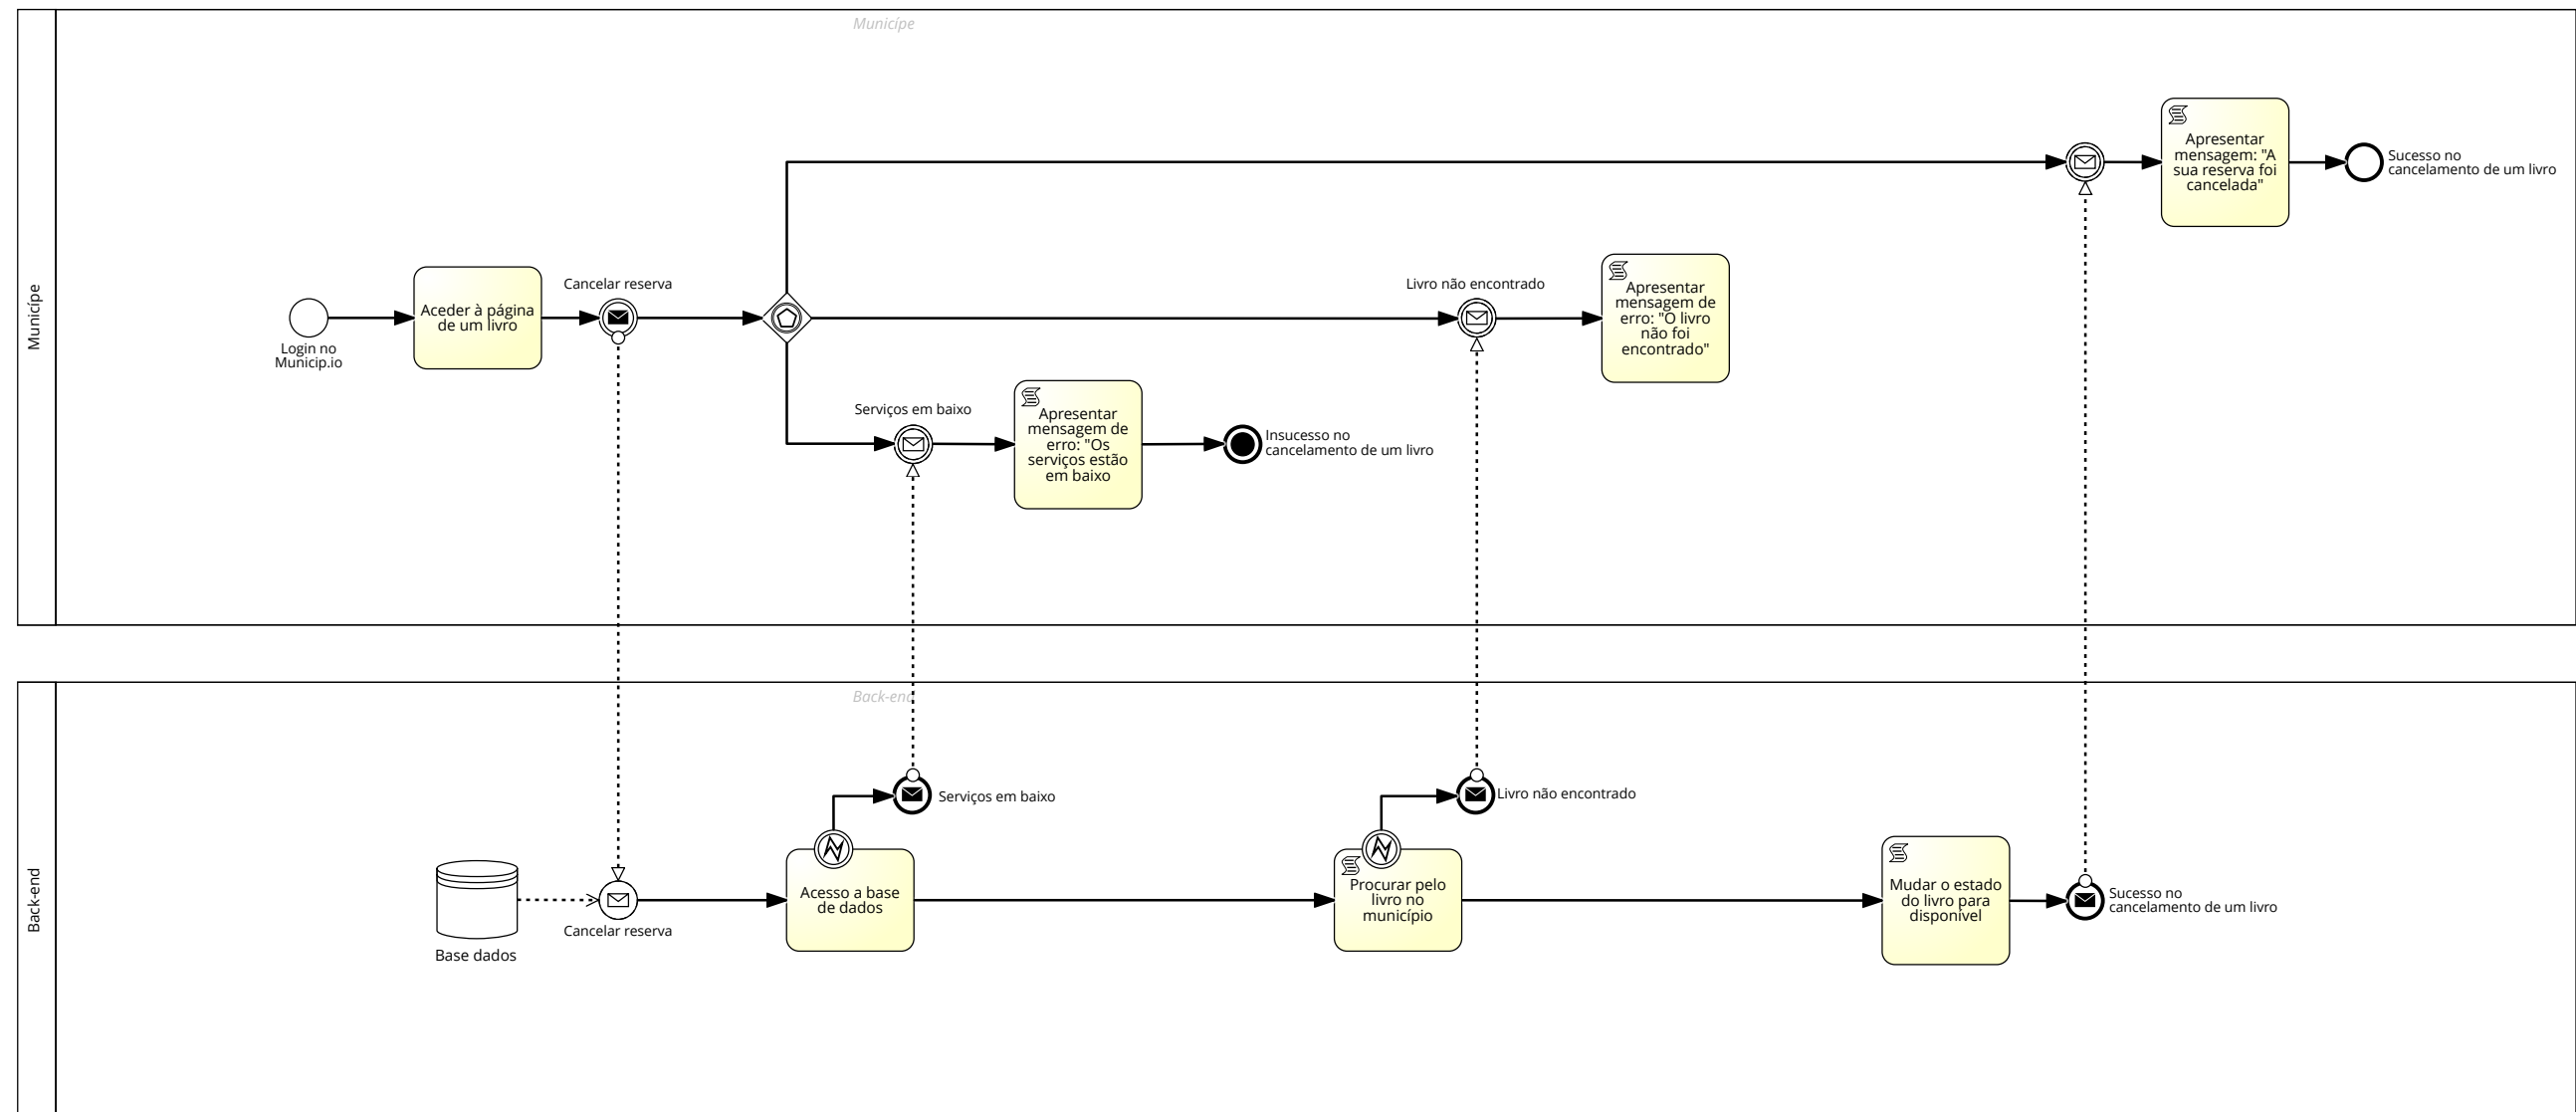 Municípe
Municípe
Apresentar
mensagem: "A
sua reserva foi
cancelada"
Sucesso no
cancelamento de um livro
Cancelar reserva
Livro não encontrado
Aceder à página
de um livro
Login no
Municip.io
Apresentar
mensagem de
erro: "O livro
não foi
encontrado"
Serviços em baixo
Apresentar
mensagem de
erro: "Os
serviços estão
em baixo
Insucesso no
cancelamento de um livro
Back-end
Back-end
Serviços em baixo
Livro não encontrado
Base dados
Cancelar reserva
Acesso a base
de dados
Procurar pelo
livro no
município
Mudar o estado
do livro para
disponível
Sucesso no
cancelamento de um livro